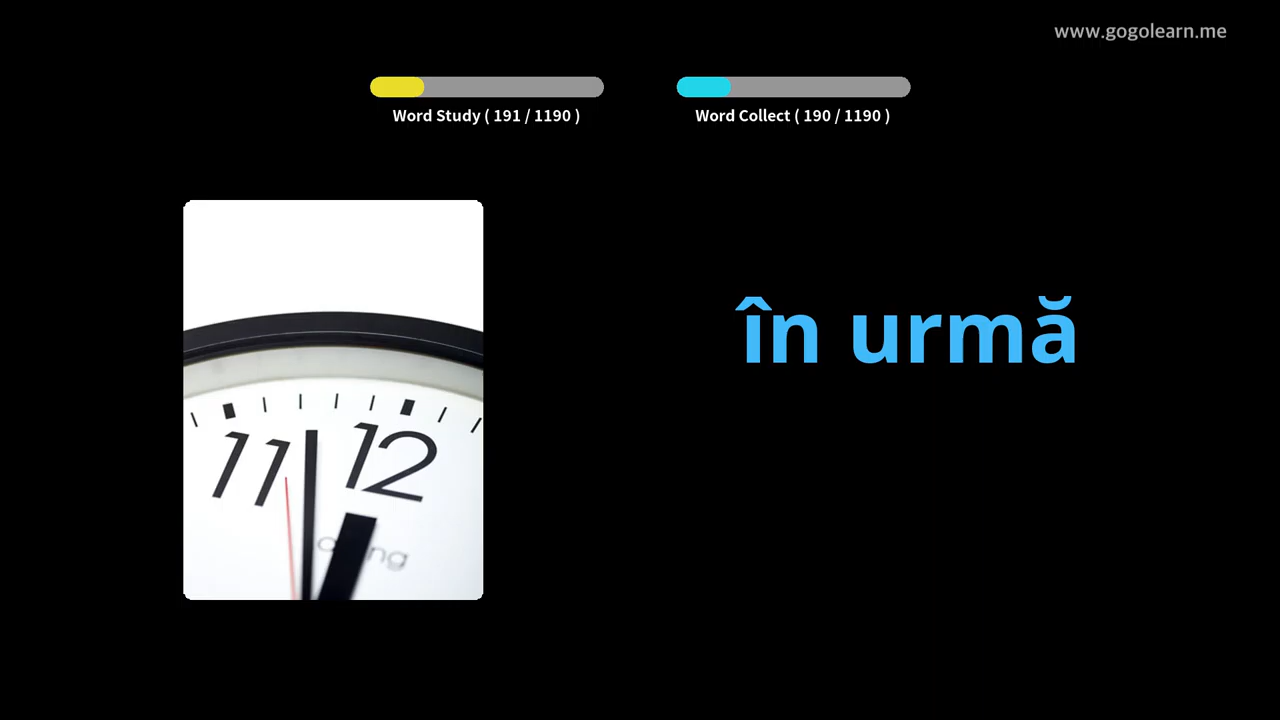 www.gogolearn.me
Word Study ( 191 / 1190 )
Word Collect ( 190 / 1190 )
în urmă
11
12